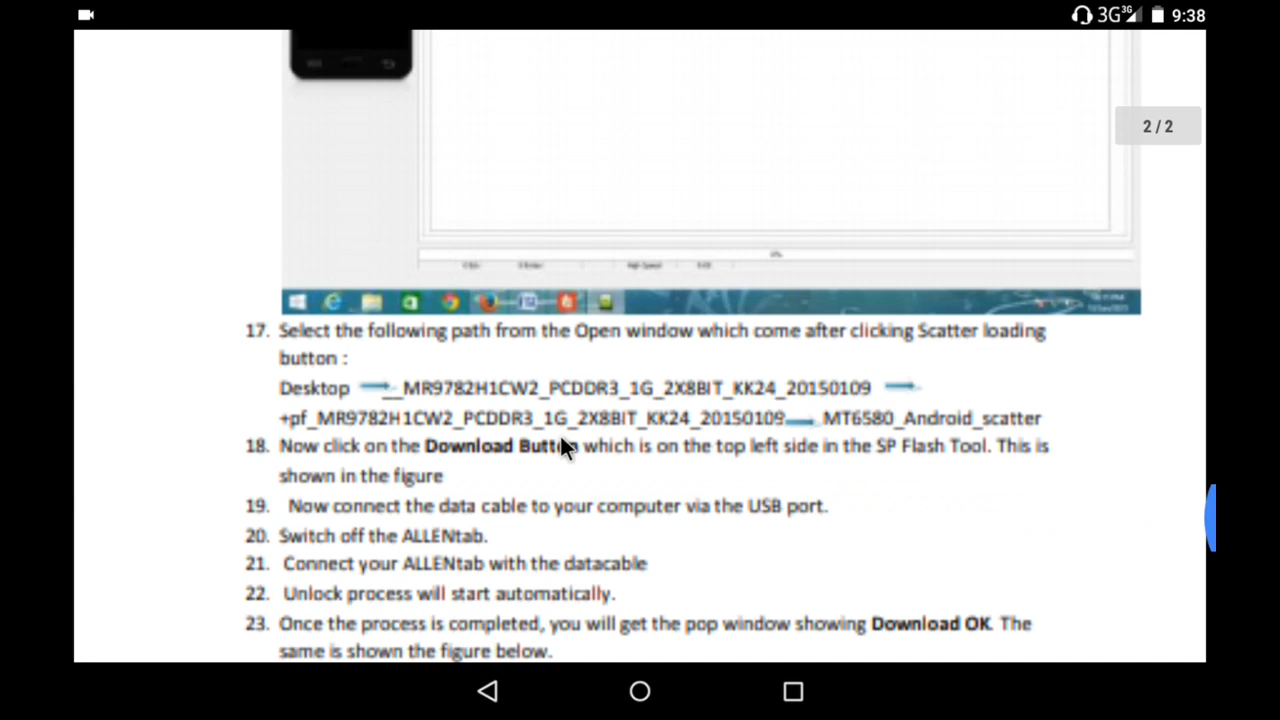 3G 3G 9:38
2 / 2
17. Select the following path from the Open window which come after clicking Scatter loading
button :
Desktop __MR9782H1CW2_PCDDR3_1G_2X8BIT_KK24_20150109
+pf_MR9782H1CW2_PCDDR3_1G_2X8BIT_KK24_20150109 MT6580_Android_scatter
18. Now click on the Download Button which is on the top left side in the SP Flash Tool. This is
shown in the figure
19. Now connect the data cable to your computer via the USB port.
20. Switch off the ALLENtab.
21. Connect your ALLENtab with the datacable
22. Unlock process will start automatically.
23. Once the process is completed, you will get the pop window showing Download OK. The
same is shown the figure below.